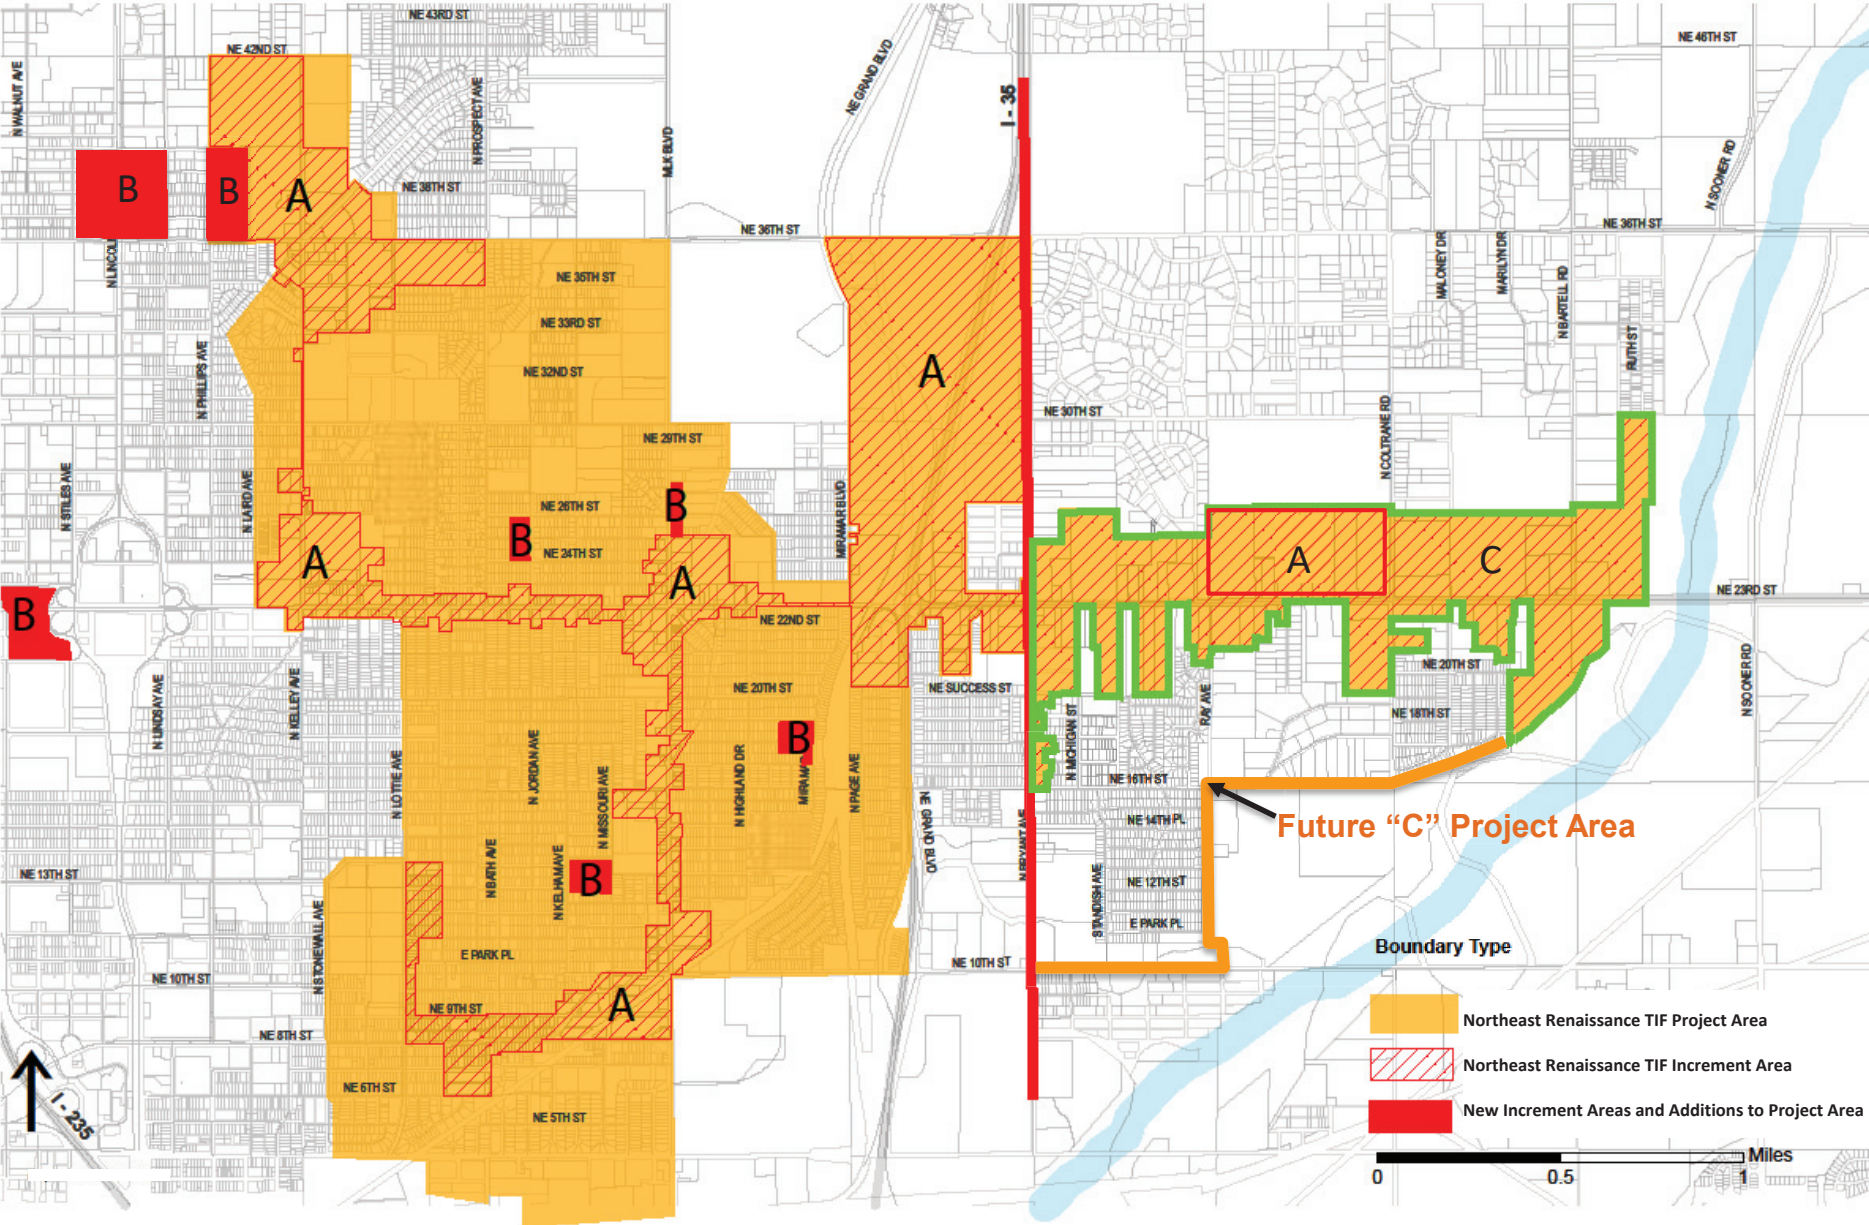 NE 43RD ST
NE 42ND ST
NE 46TH ST
N WALNUT AVE
N PROSPECT AVE
MLK BLVD
NE GRAND BLVD
I - 35
N SOONER RD
B
B
A
NE 38TH ST
NE 36TH ST
NE 36TH ST
N LINCOL
NE 35TH ST
MALONEY DR
MARILYN DR
N BARTELL RD
NE 33RD ST
RUTH ST
N PHILLIPS AVE
NE 32ND ST
A
NE 30TH ST
N COLTRANE RD
NE 29TH ST
N STILES AVE
N LAIRD AVE
NE 26TH ST
B
B
NE 24TH ST
MIRAMAR BLVD
A
A
A
C
NE 23RD ST
B
NE 22ND ST
N LINDSAY AVE
N KELLEY AVE
NE 20TH ST
NE SUCCESS ST
NE 20TH ST
N SOONER RD
RAY AVE
N MICHIGAN ST
NE 18TH ST
N LOTTIE AVE
N JORDAN AVE
N MISSOURI AVE
N HIGHLAND DR
B
MIRAMA
N PAGE AVE
NE GRAND BLVD
N BRYANT AVE
NE 16TH ST
NE 14TH PL
Future “C” Project Area
NE 13TH ST
N BATH AVE
N KELHAM AVE
B
STANDISH AVE
NE 12TH ST
E PARK PL
N STONEWALL AVE
E PARK PL
NE 10TH ST
NE 10TH ST
NE 9TH ST
A
NE 8TH ST
NE 6TH ST
NE 5TH ST
I - 235
Boundary Type
Northeast Renaissance TIF Project Area
Northeast Renaissance TIF Increment Area
New Increment Areas and Additions to Project Area
Miles
0 0.5 1